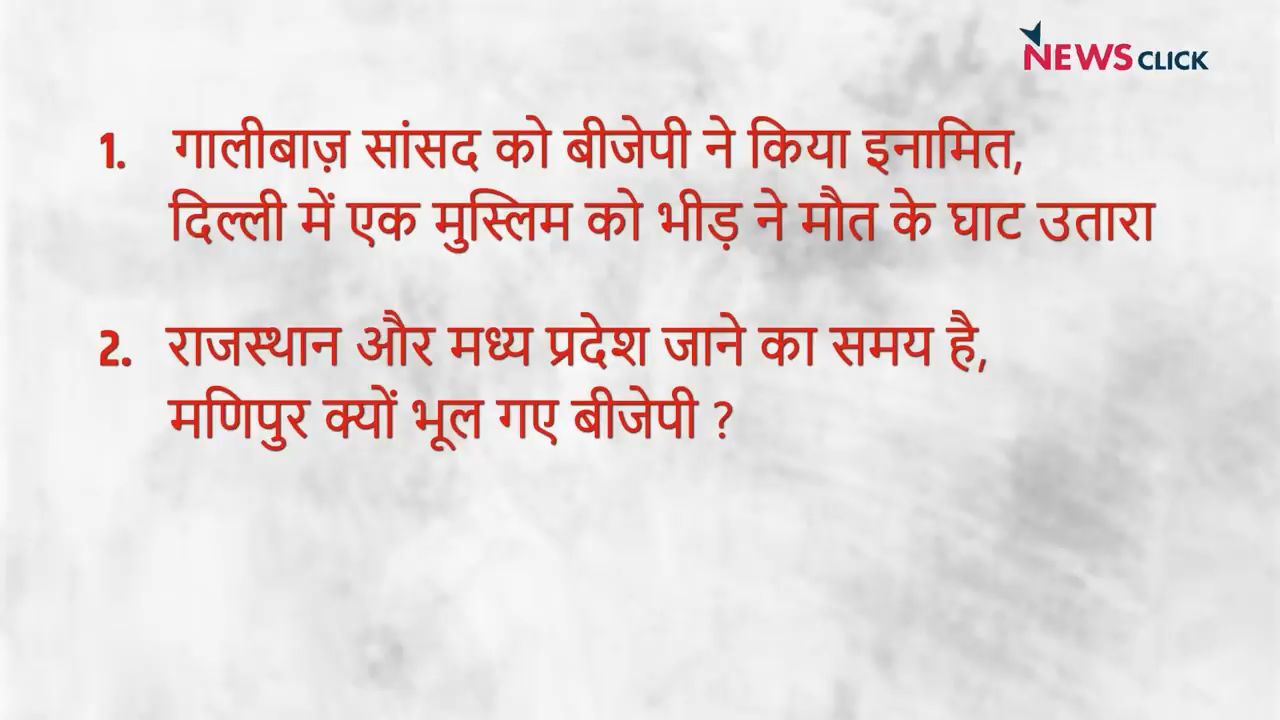 NEWS CLICK
1. गालीबाज़ सांसद को बीजेपी ने किया इनामित,
दिल्ली में एक मुस्लिम को भीड़ ने मौत के घाट उतारा
2. राजस्थान और मध्य प्रदेश जाने का समय है,
मणिपुर क्यों भूल गए बीजेपी ?